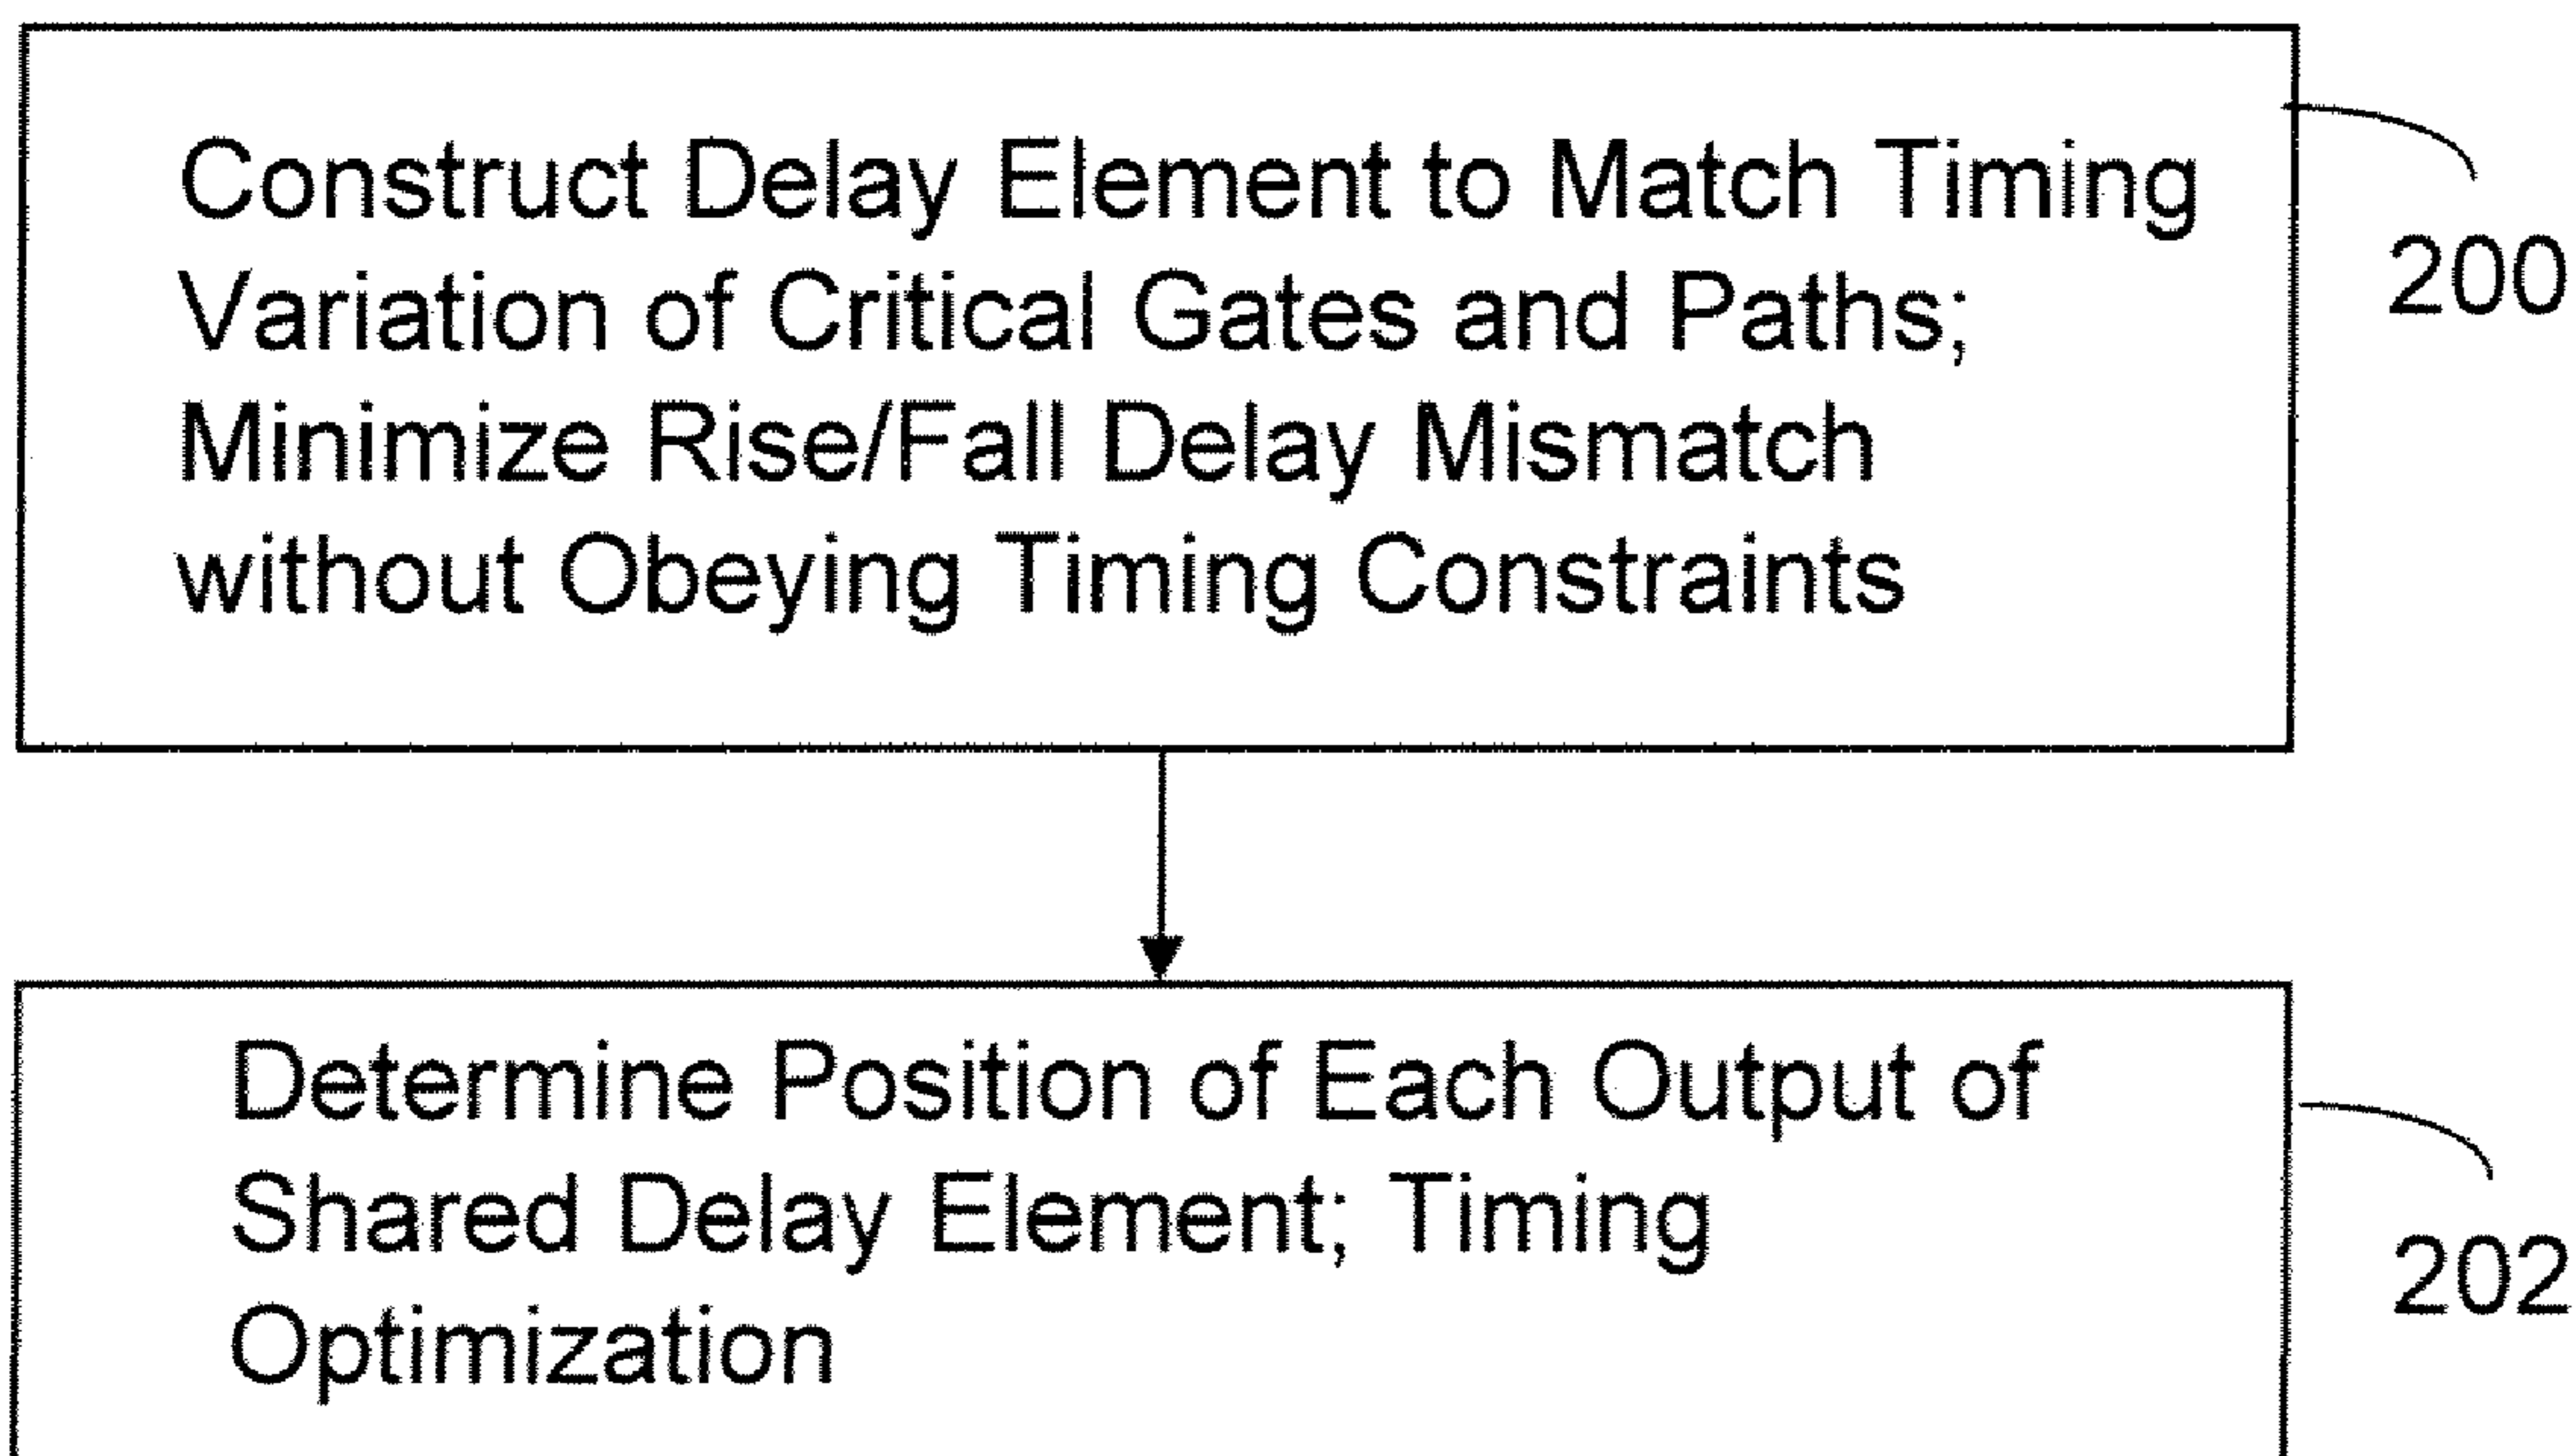 Construct Delay Element to Match Timing
Variation of Critical Gates and Paths;
Minimize Rise/Fall Delay Mismatch
without Obeying Timing Constraints
200
Determine Position of Each Output of
Shared Delay Element; Timing
Optimization
202